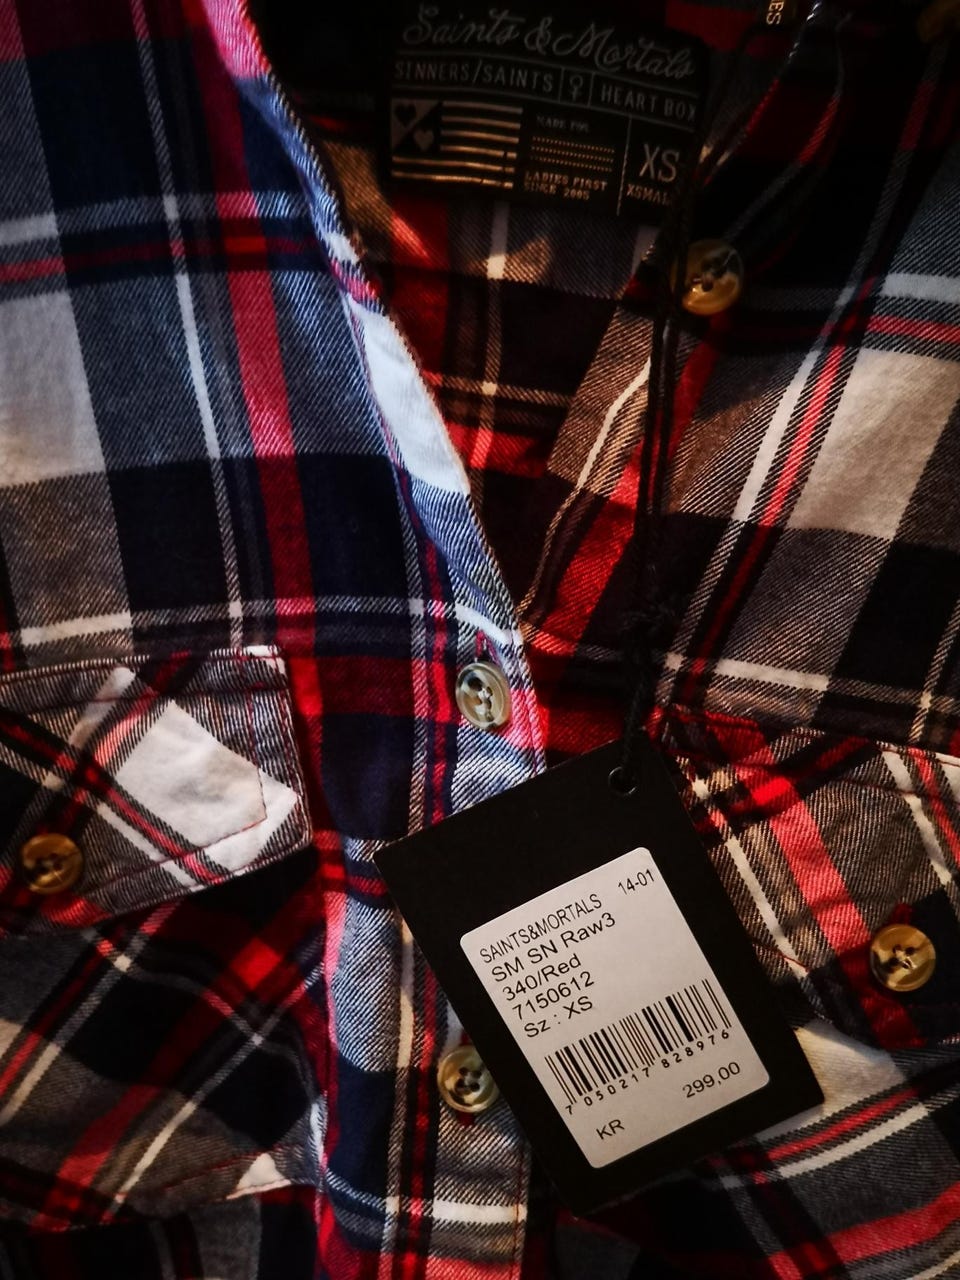 Saints & Mortals
SINNERS/SAINTS ♀ HEART BOX
MADE FOR
LADIES FIRST
SINCE 2005
XS
XSMALL
ES
14-01
SAINTS&MORTALS
SM SN Raw3
340/Red
7150612
Sz : XS
7 050217 828976
KR 299,00